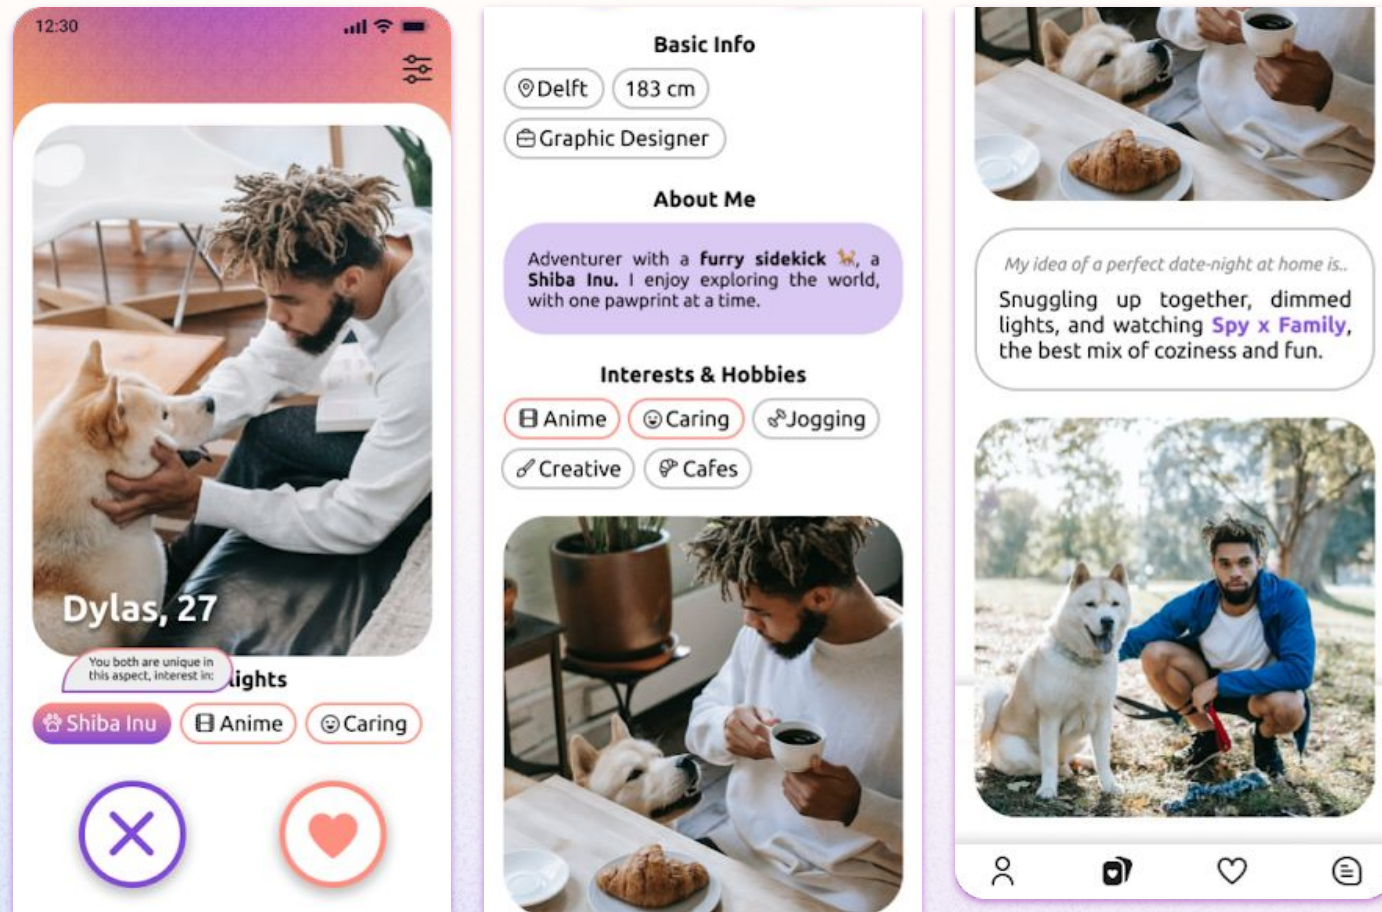 12:30
Dylas, 27
You both are unique in
this aspect, interest in:
lights
Shiba Inu
Anime
Caring
Basic Info
Delft
183 cm
Graphic Designer
About Me
Adventurer with a furry sidekick 🐕, a
Shiba Inu. I enjoy exploring the world,
with one pawprint at a time.
Interests & Hobbies
Anime
Caring
Jogging
Creative
Cafes
My idea of a perfect date-night at home is..
Snuggling up together, dimmed
lights, and watching Spy x Family,
the best mix of coziness and fun.